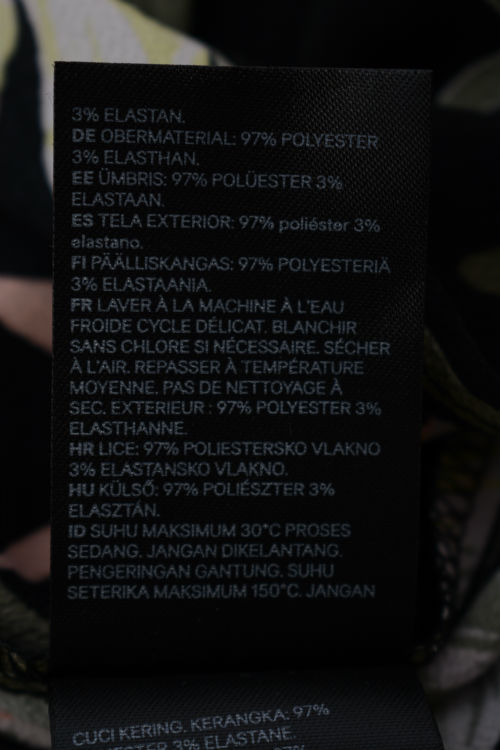 3% ELASTAN.
DE OBERMATERIAL: 97% POLYESTER
3% ELASTHAN.
EE ÜMBRIS: 97% POLÜESTER 3%
ELASTAAN.
ES TELA EXTERIOR: 97% poliéster 3%
elastano.
FI PÄÄLLISKANGAS: 97% POLYESTERIÄ
3% ELASTAANIA.
FR LAVER À LA MACHINE À L'EAU
FROIDE CYCLE DÉLICAT. BLANCHIR
SANS CHLORE SI NÉCESSAIRE. SÉCHER
À L'AIR. REPASSER À TEMPÉRATURE
MOYENNE. PAS DE NETTOYAGE À
SEC. EXTERIEUR : 97% POLYESTER 3%
ELASTHANNE.
HR LICE: 97% POLIESTERSKO VLAKNO
3% ELASTANSKO VLAKNO.
HU KÜLSŐ: 97% POLIÉSZTER 3%
ELASZTÁN.
ID SUHU MAKSIMUM 30°C PROSES
SEDANG. JANGAN DIKELANTANG.
PENGERINGAN GANTUNG. SUHU
SETERIKA MAKSIMUM 150°C. JANGAN
CUCI KERING. KERANGKA: 97%
3% ELASTANE.